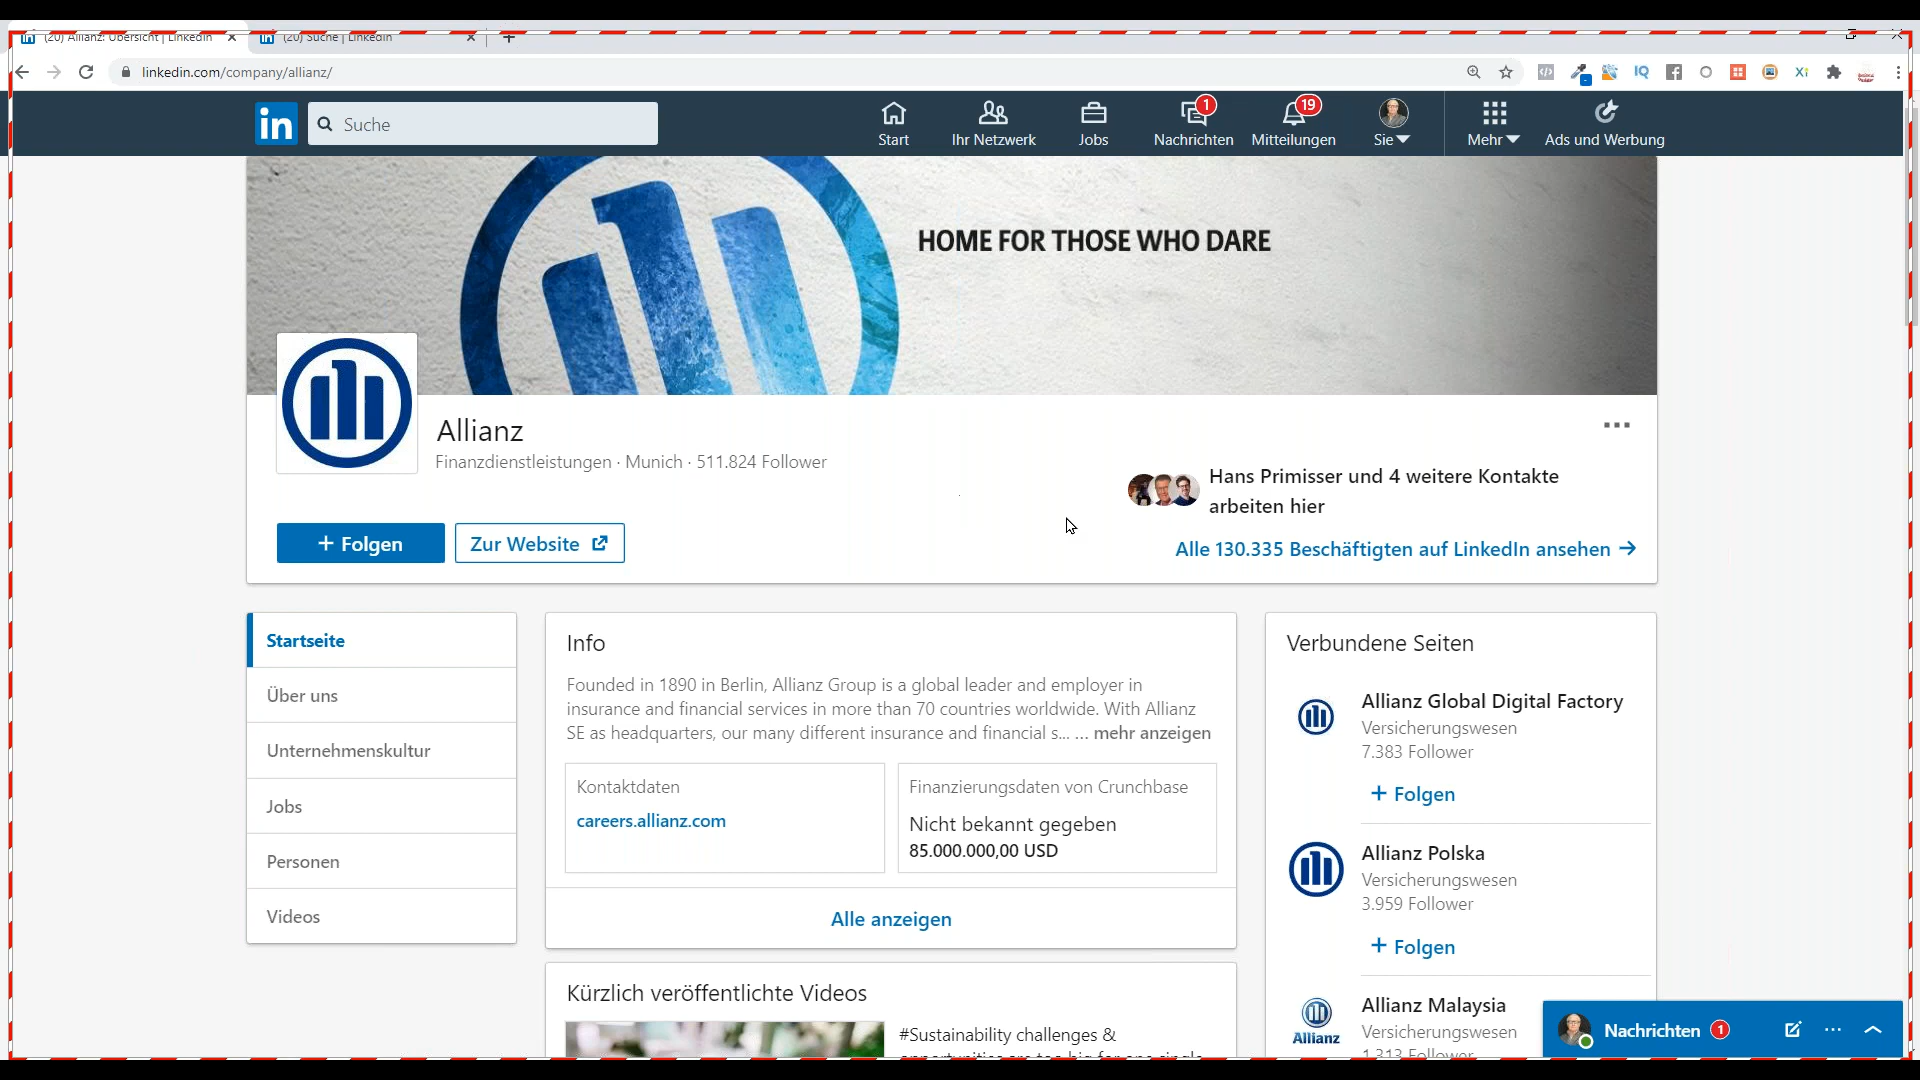 (20) Allianz: Übersicht | LinkedIn
(20) Suche | LinkedIn
linkedin.com/company/allianz/
in
Suche
Start
Ihr Netzwerk
Jobs
1
Nachrichten
19
Mitteilungen
Sie
Mehr
Ads und Werbung
HOME FOR THOSE WHO DARE
Allianz
Finanzdienstleistungen · Munich · 511.824 Follower
Hans Primisser und 4 weitere Kontakte
arbeiten hier
+ Folgen
Zur Website
Alle 130.335 Beschäftigten auf LinkedIn ansehen →
Startseite
Über uns
Unternehmenskultur
Jobs
Personen
Videos
Info
Founded in 1890 in Berlin, Allianz Group is a global leader and employer in
insurance and financial services in more than 70 countries worldwide. With Allianz
SE as headquarters, our many different insurance and financial s... ... mehr anzeigen
Kontaktdaten
careers.allianz.com
Finanzierungsdaten von Crunchbase
Nicht bekannt gegeben
85.000.000,00 USD
Alle anzeigen
Kürzlich veröffentlichte Videos
#Sustainability challenges &
Verbundene Seiten
Allianz Global Digital Factory
Versicherungswesen
7.383 Follower
+ Folgen
Allianz Polska
Versicherungswesen
3.959 Follower
+ Folgen
Allianz
Allianz Malaysia
Versicherungswesen
1.313 Follower
Nachrichten 1